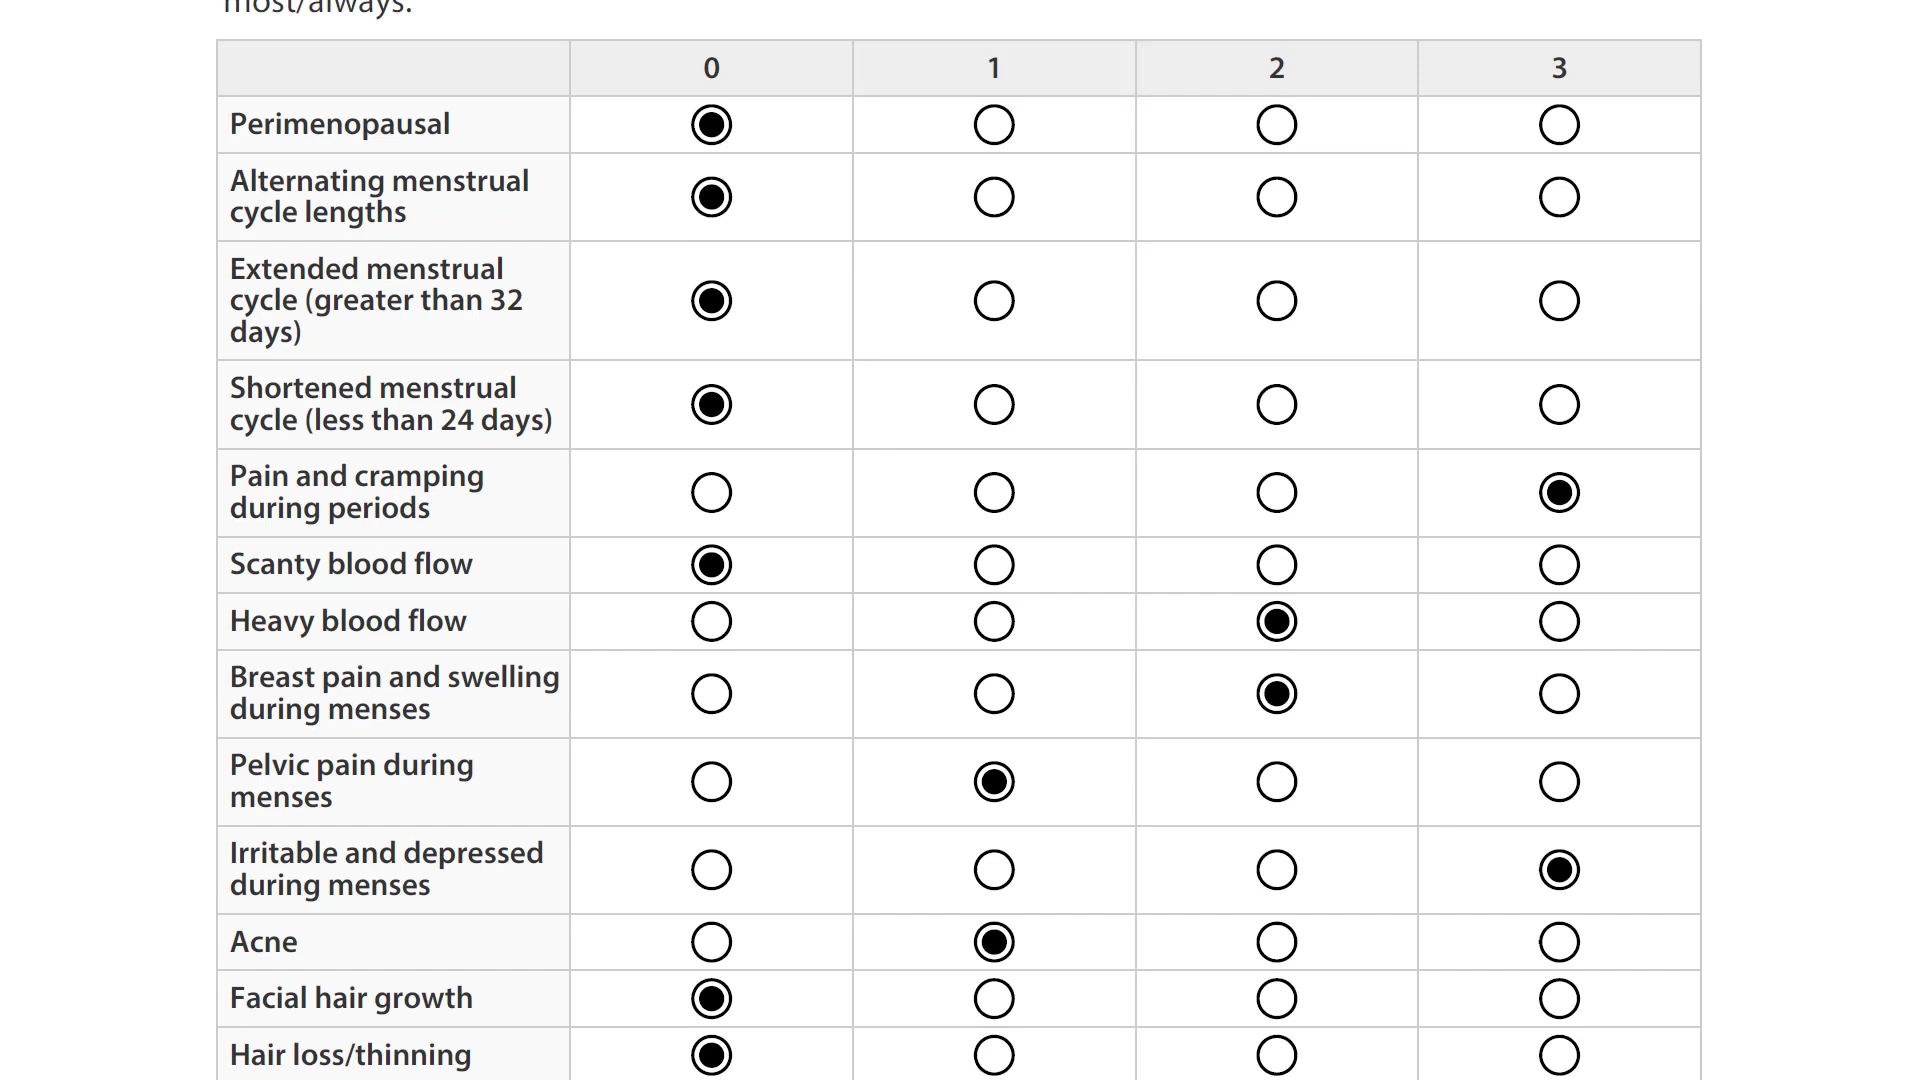 most/always.
0 1 2 3
Perimenopausal
Alternating menstrual
cycle lengths
Extended menstrual
cycle (greater than 32
days)
Shortened menstrual
cycle (less than 24 days)
Pain and cramping
during periods
Scanty blood flow
Heavy blood flow
Breast pain and swelling
during menses
Pelvic pain during
menses
Irritable and depressed
during menses
Acne
Facial hair growth
Hair loss/thinning